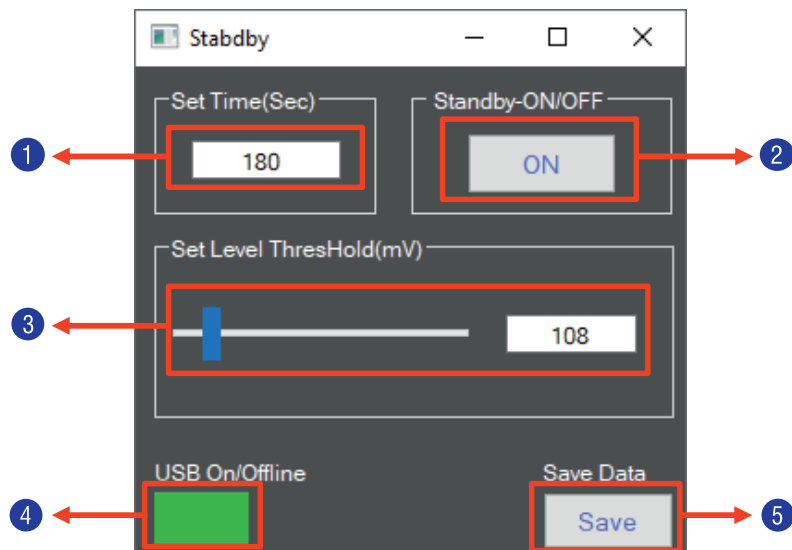 Stabdby
Set Time(Sec)
Standby-ON/OFF
1
180
ON
2
Set Level ThresHold(mV)
3
108
USB On/Offline
Save Data
4
Save
5